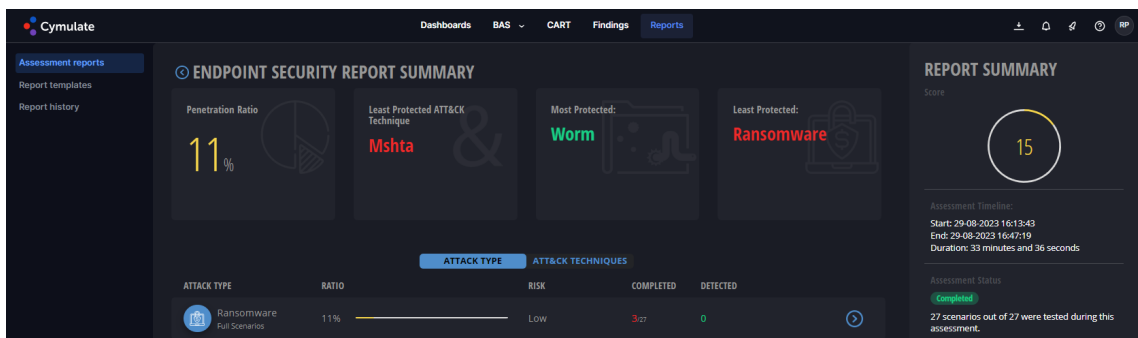 Cymulate
Dashboards BAS CART Findings Reports
RP
Assessment reports
Report templates
Report history
ENDPOINT SECURITY REPORT SUMMARY
Penetration Ratio
11%
Least Protected ATT&CK
Technique
Mshta
&
Most Protected:
Worm
Least Protected:
Ransomware
ATTACK TYPE ATT&CK TECHNIQUES
ATTACK TYPE RATIO RISK COMPLETED DETECTED
Ransomware
Full Scenarios
11% Low 3/27 0
REPORT SUMMARY
Score
15
Assessment Timeline:
Start: 29-08-2023 16:13:43
End: 29-08-2023 16:47:19
Duration: 33 minutes and 36 seconds
Assessment Status
Completed
27 scenarios out of 27 were tested during this
assessment.